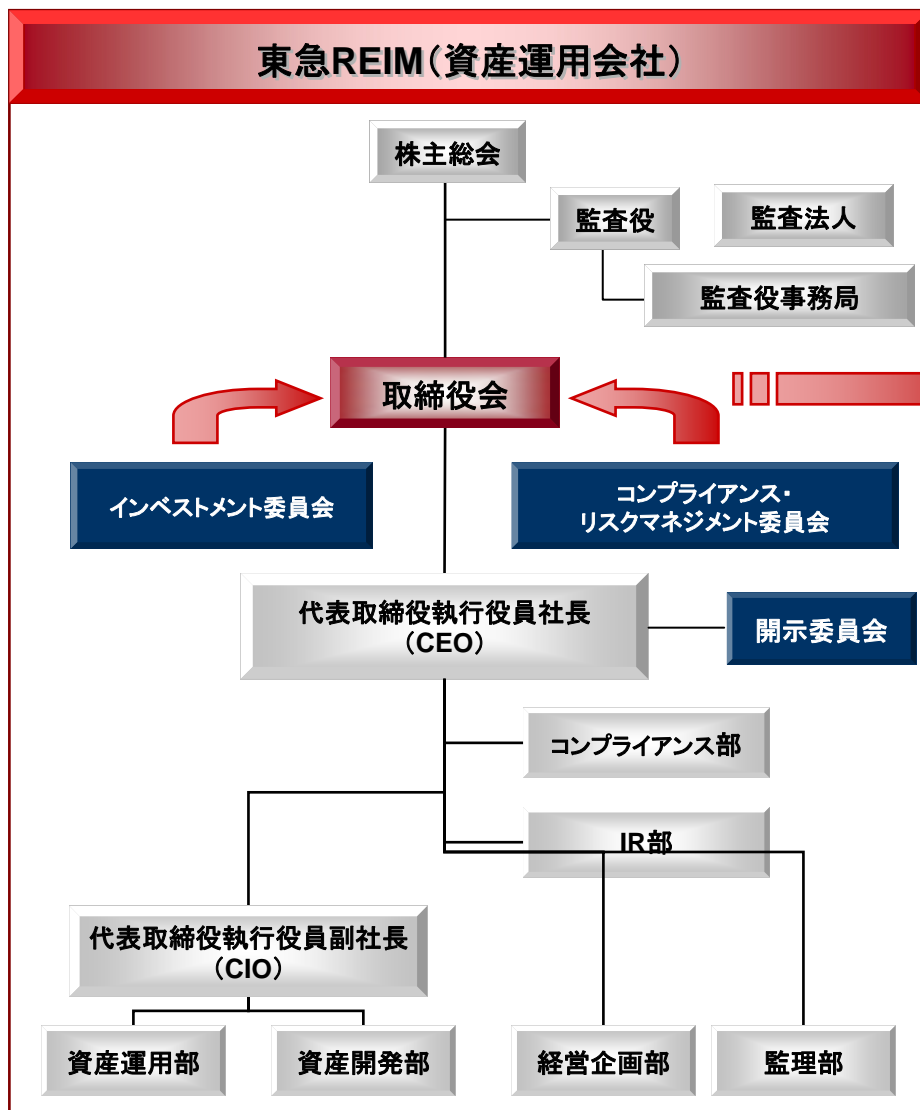 東急REIM（資産運用会社）
株主総会
監査役
監査法人
監査役事務局
取締役会
インベストメント委員会
コンプライアンス・
リスクマネジメント委員会
代表取締役執行役員社長
（CEO）
開示委員会
コンプライアンス部
IR部
代表取締役執行役員副社長
（CIO）
資産運用部
資産開発部
経営企画部
監理部